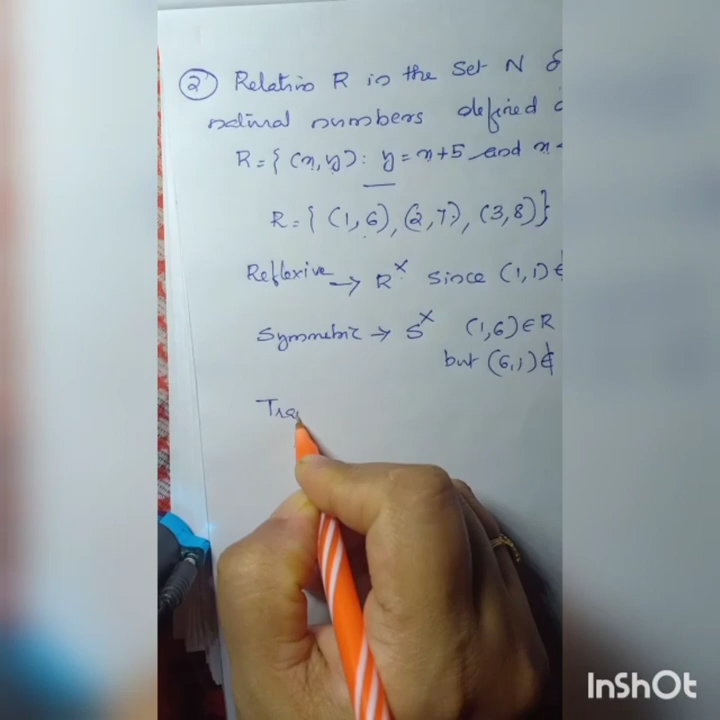 ② Relation R in the Set N
natural numbers defined
R = { (x, y) : y = x+5 and x
R = { (1, 6), (2, 7), (3, 8) }
Reflexive → R× since (1, 1) ∉
Symmetric → S× (1, 6) ∈ R
but (6, 1) ∉
Tra
InShOt